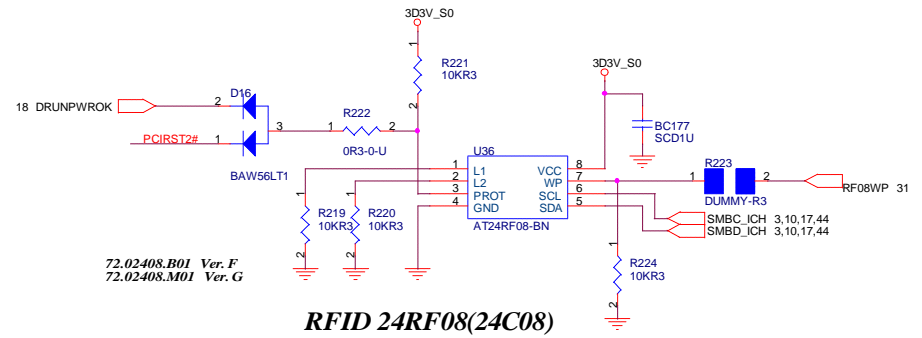 3D3V_S0
1
R221
10KR3
2
3D3V_S0
D16
18 DRUNPWROK
2
3
PCIRST2#
1
BAW56LT1
R222
1
2
0R3-0-U
BC177
SCD1U
U36
1
L1
VCC
8
2
L2
WP
7
3
PROT
SCL
6
4
GND
SDA
5
AT24RF08-BN
R223
1
2
DUMMY-R3
RF08WP 31
SMBC_ICH 3,10,17,44
SMBD_ICH 3,10,17,44
1
R219
10KR3
2
1
R220
10KR3
2
1
R224
10KR3
2
72.02408.B01 Ver. F
72.02408.M01 Ver. G
RFID 24RF08(24C08)